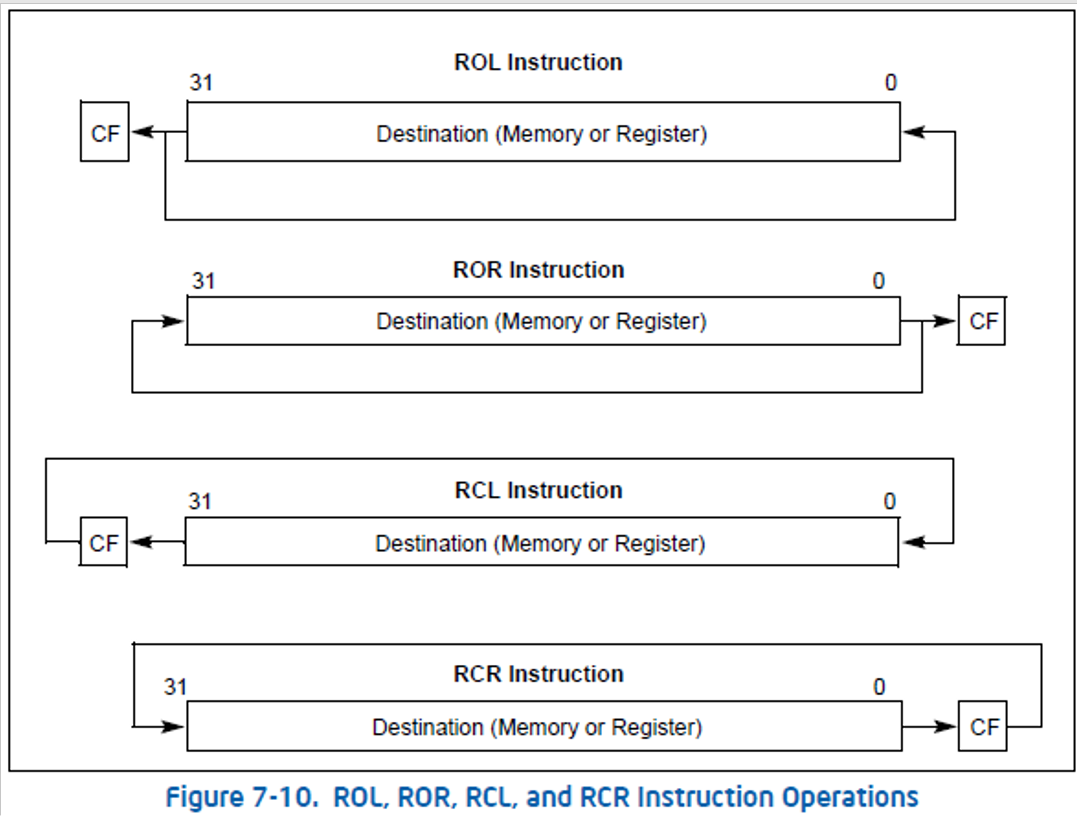 ROL Instruction
31 0
CF Destination (Memory or Register)
ROR Instruction
31 0
Destination (Memory or Register) CF
RCL Instruction
31 0
CF Destination (Memory or Register)
RCR Instruction
31 0
Destination (Memory or Register) CF
Figure 7-10. ROL, ROR, RCL, and RCR Instruction Operations